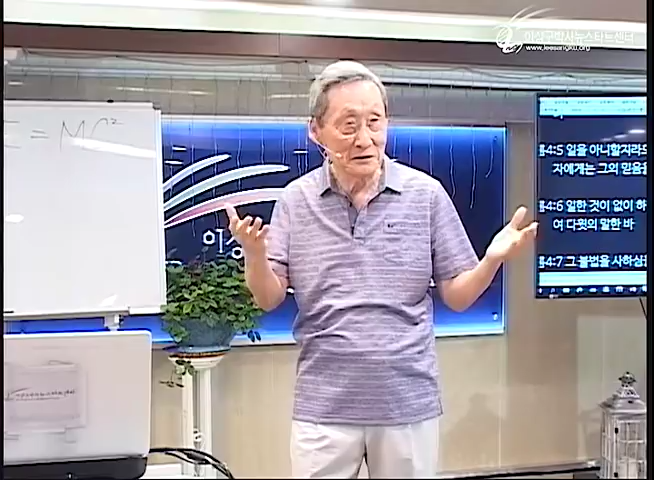 이상구박사뉴스타트센터
www.leesangku.org
= MC²
이상
4:5 일을 아니할지라도
자에게는 그의 믿음을
4:6 일한 것이 없이 하
여 다윗의 말한 바
4:7 그 불법을 사하심을